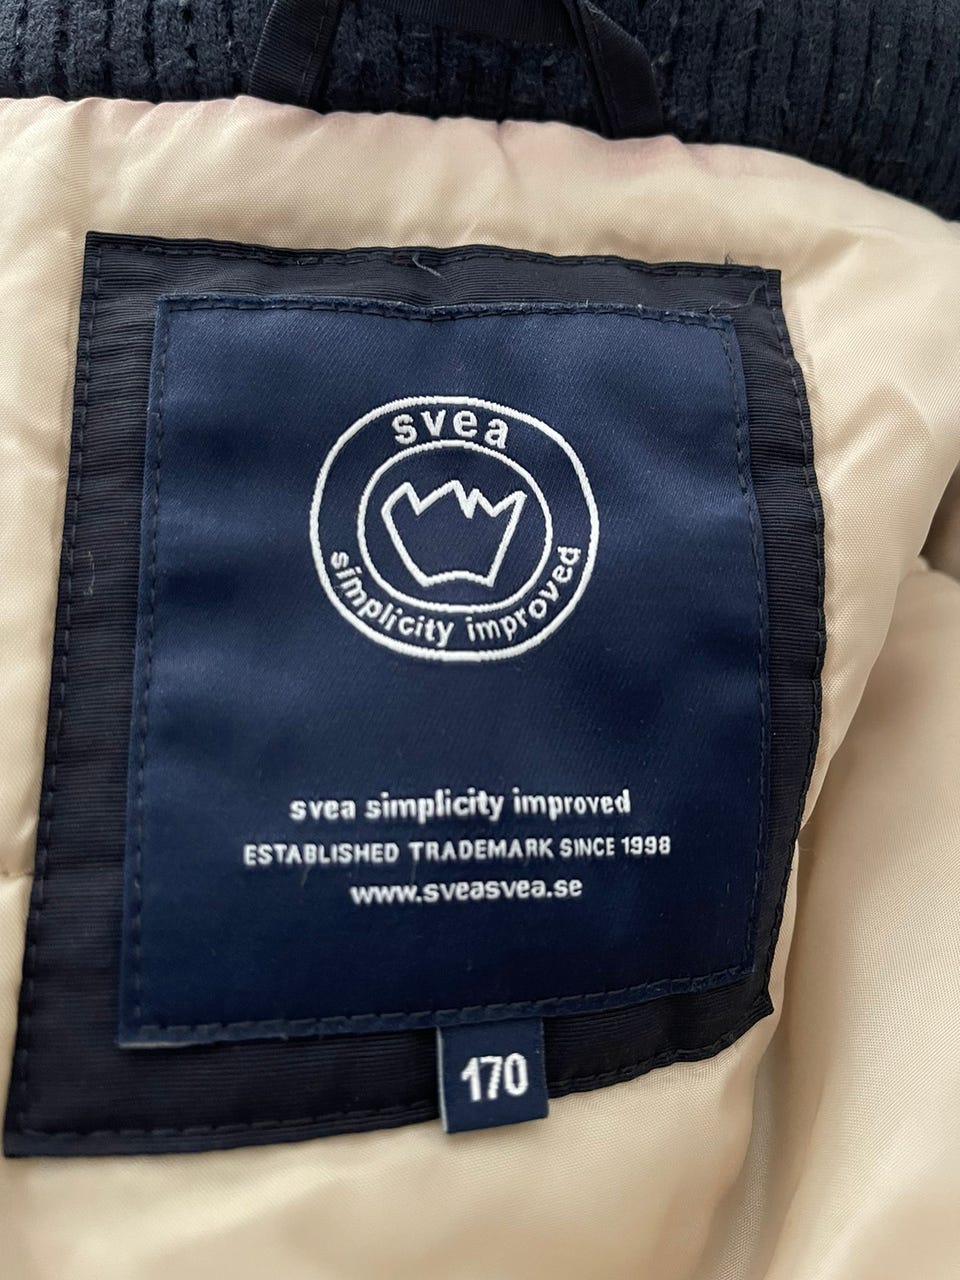 svea
simplicity improved
svea simplicity improved
ESTABLISHED TRADEMARK SINCE 1998
www.sveasvea.se
170